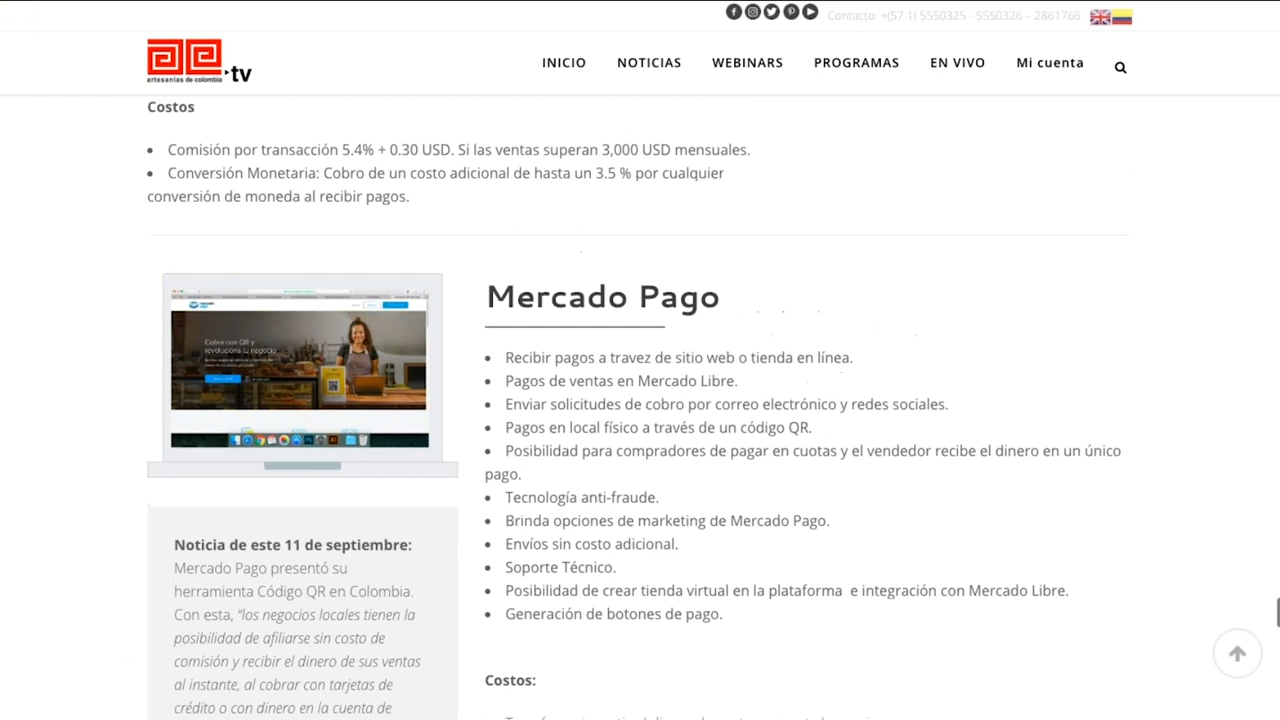 Contacto: +(57 1) 5550325 - 5550326 – 2861766
artesanías de colombia
tv
INICIO NOTICIAS WEBINARS PROGRAMAS EN VIVO Mi cuenta
Costos
• Comisión por transacción 5.4% + 0.30 USD. Si las ventas superan 3,000 USD mensuales.
• Conversión Monetaria: Cobro de un costo adicional de hasta un 3.5 % por cualquier
conversión de moneda al recibir pagos.
Cobre con QR y
revoluciona tu negocio
Mercado Pago
• Recibir pagos a travez de sitio web o tienda en línea.
• Pagos de ventas en Mercado Libre.
• Enviar solicitudes de cobro por correo electrónico y redes sociales.
• Pagos en local físico a través de un código QR.
• Posibilidad para compradores de pagar en cuotas y el vendedor recibe el dinero en un único
pago.
• Tecnología anti-fraude.
• Brinda opciones de marketing de Mercado Pago.
• Envíos sin costo adicional.
• Soporte Técnico.
• Posibilidad de crear tienda virtual en la plataforma e integración con Mercado Libre.
• Generación de botones de pago.
Costos:
Noticia de este 11 de septiembre:
Mercado Pago presentó su
herramienta Código QR en Colombia.
Con esta, “los negocios locales tienen la
posibilidad de afiliarse sin costo de
comisión y recibir el dinero de sus ventas
al instante, al cobrar con tarjetas de
crédito o con dinero en la cuenta de